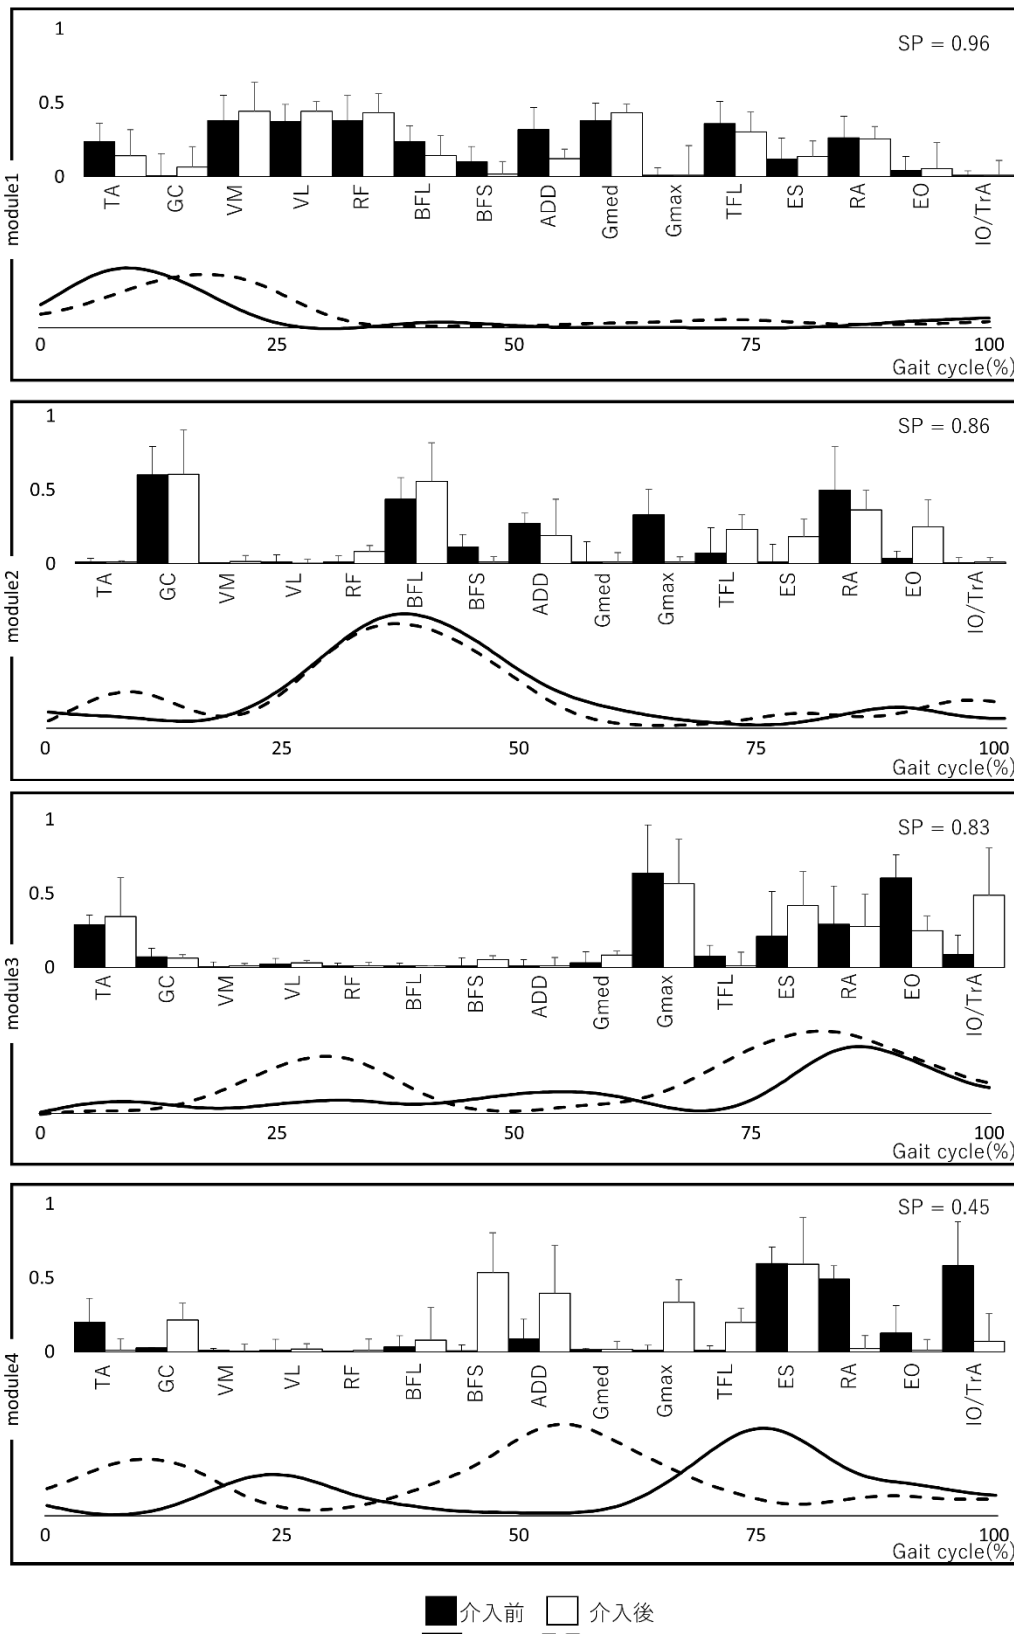 1
SP = 0.96
0.5
0
TA GC VM VL RF BFL BFS ADD Gmed Gmax TFL ES RA EO IO/TrA
module1
0 25 50 75 100
Gait cycle(%)
1
SP = 0.86
0.5
0
TA GC VM VL RF BFL BFS ADD Gmed Gmax TFL ES RA EO IO/TrA
module2
0 25 50 75 100
Gait cycle(%)
1
SP = 0.83
0.5
0
TA GC VM VL RF BFL BFS ADD Gmed Gmax TFL ES RA EO IO/TrA
module3
0 25 50 75 100
Gait cycle(%)
1
SP = 0.45
0.5
0
TA GC VM VL RF BFL BFS ADD Gmed Gmax TFL ES RA EO IO/TrA
module4
0 25 50 75 100
Gait cycle(%)
介入前 介入後